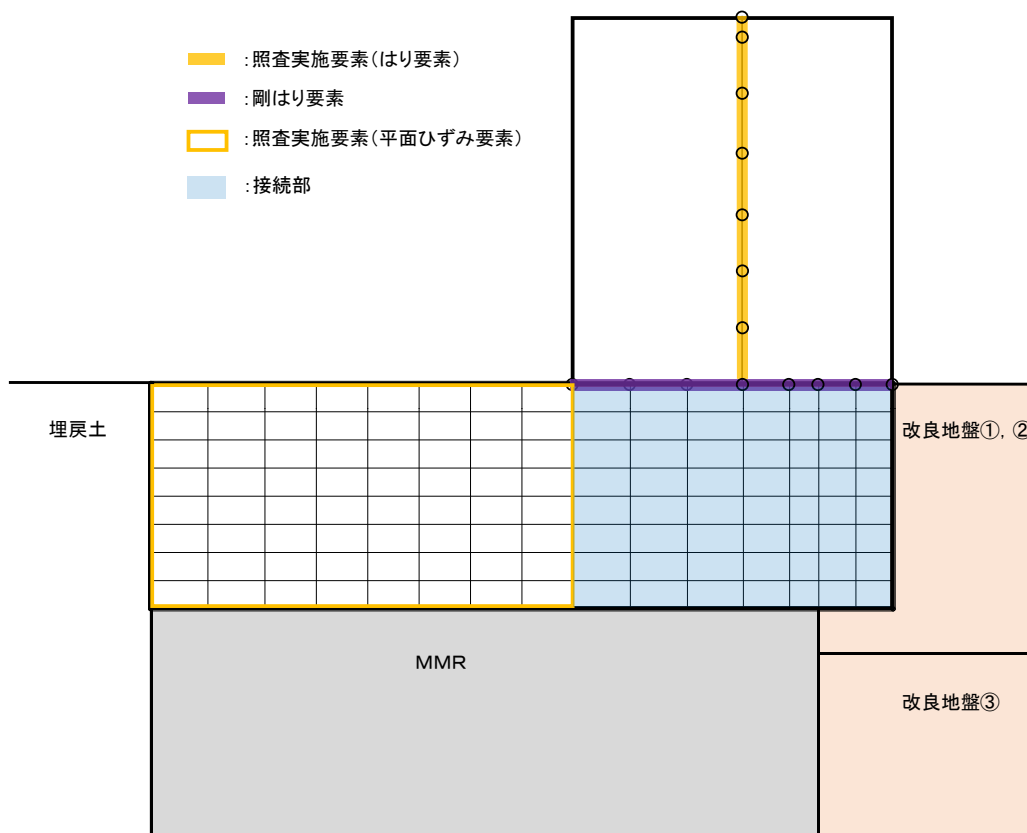 :照査実施要素(はり要素)
:剛はり要素
:照査実施要素(平面ひずみ要素)
:接続部
埋戻土
改良地盤①,②
MMR
改良地盤③